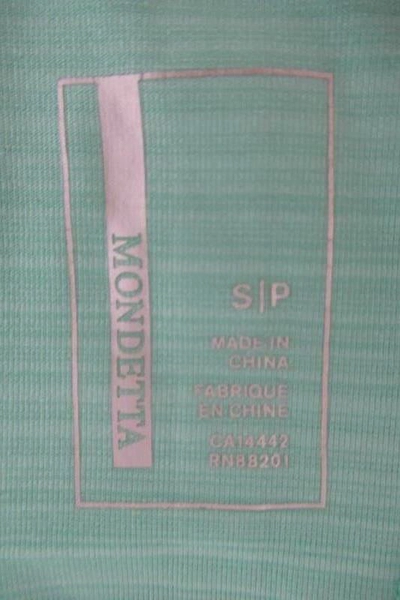 MONDETTA
S|P
MADE IN
CHINA
FABRIQUE
EN CHINE
CA14442
RN88201